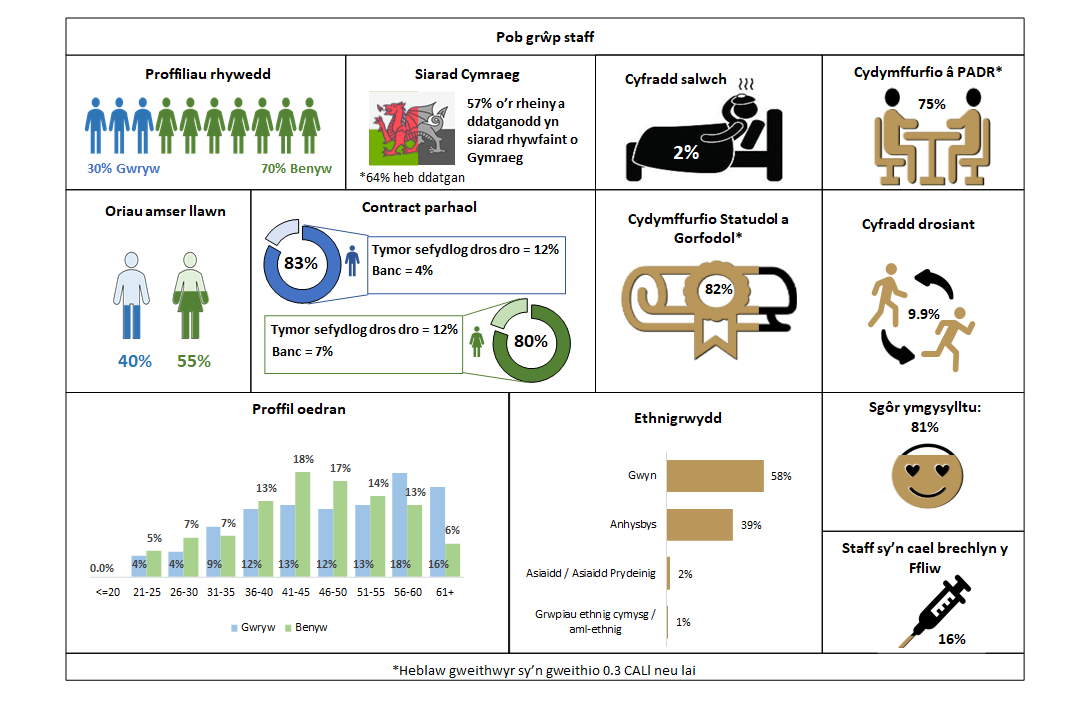 Pob grŵp staff
Proffiliau rhywedd
30% Gwryw
70% Benyw
Siarad Cymraeg
57% o'r rheiny a
ddatganodd yn
siarad rhywfaint o
Gymraeg
*64% heb ddatgan
Cyfradd salwch
2%
Cydymffurfio â PADR*
75%
Oriau amser llawn
40%
55%
Contract parhaol
83%
Tymor sefydlog dros dro = 12%
Banc = 4%
Tymor sefydlog dros dro = 12%
Banc = 7%
80%
Cydymffurfio Statudol a
Gorfodol*
82%
Cyfradd drosiant
9.9%
Proffil oedran
0.0%
4%
5%
4%
7%
9%
7%
12%
13%
13%
18%
12%
17%
13%
14%
18%
13%
16%
6%
<=20
21-25
26-30
31-35
36-40
41-45
46-50
51-55
56-60
61+
Gwryw
Benyw
Ethnigrwydd
Gwyn
58%
Anhysbys
39%
Asiaidd / Asiaidd Prydeinig
2%
Grwpiau ethnig cymysg /
aml-ethnig
1%
Sgôr ymgysylltu:
81%
Staff sy'n cael brechlyn y
Ffliw
16%
*Heblaw gweithwyr sy'n gweithio 0.3 CALl neu lai